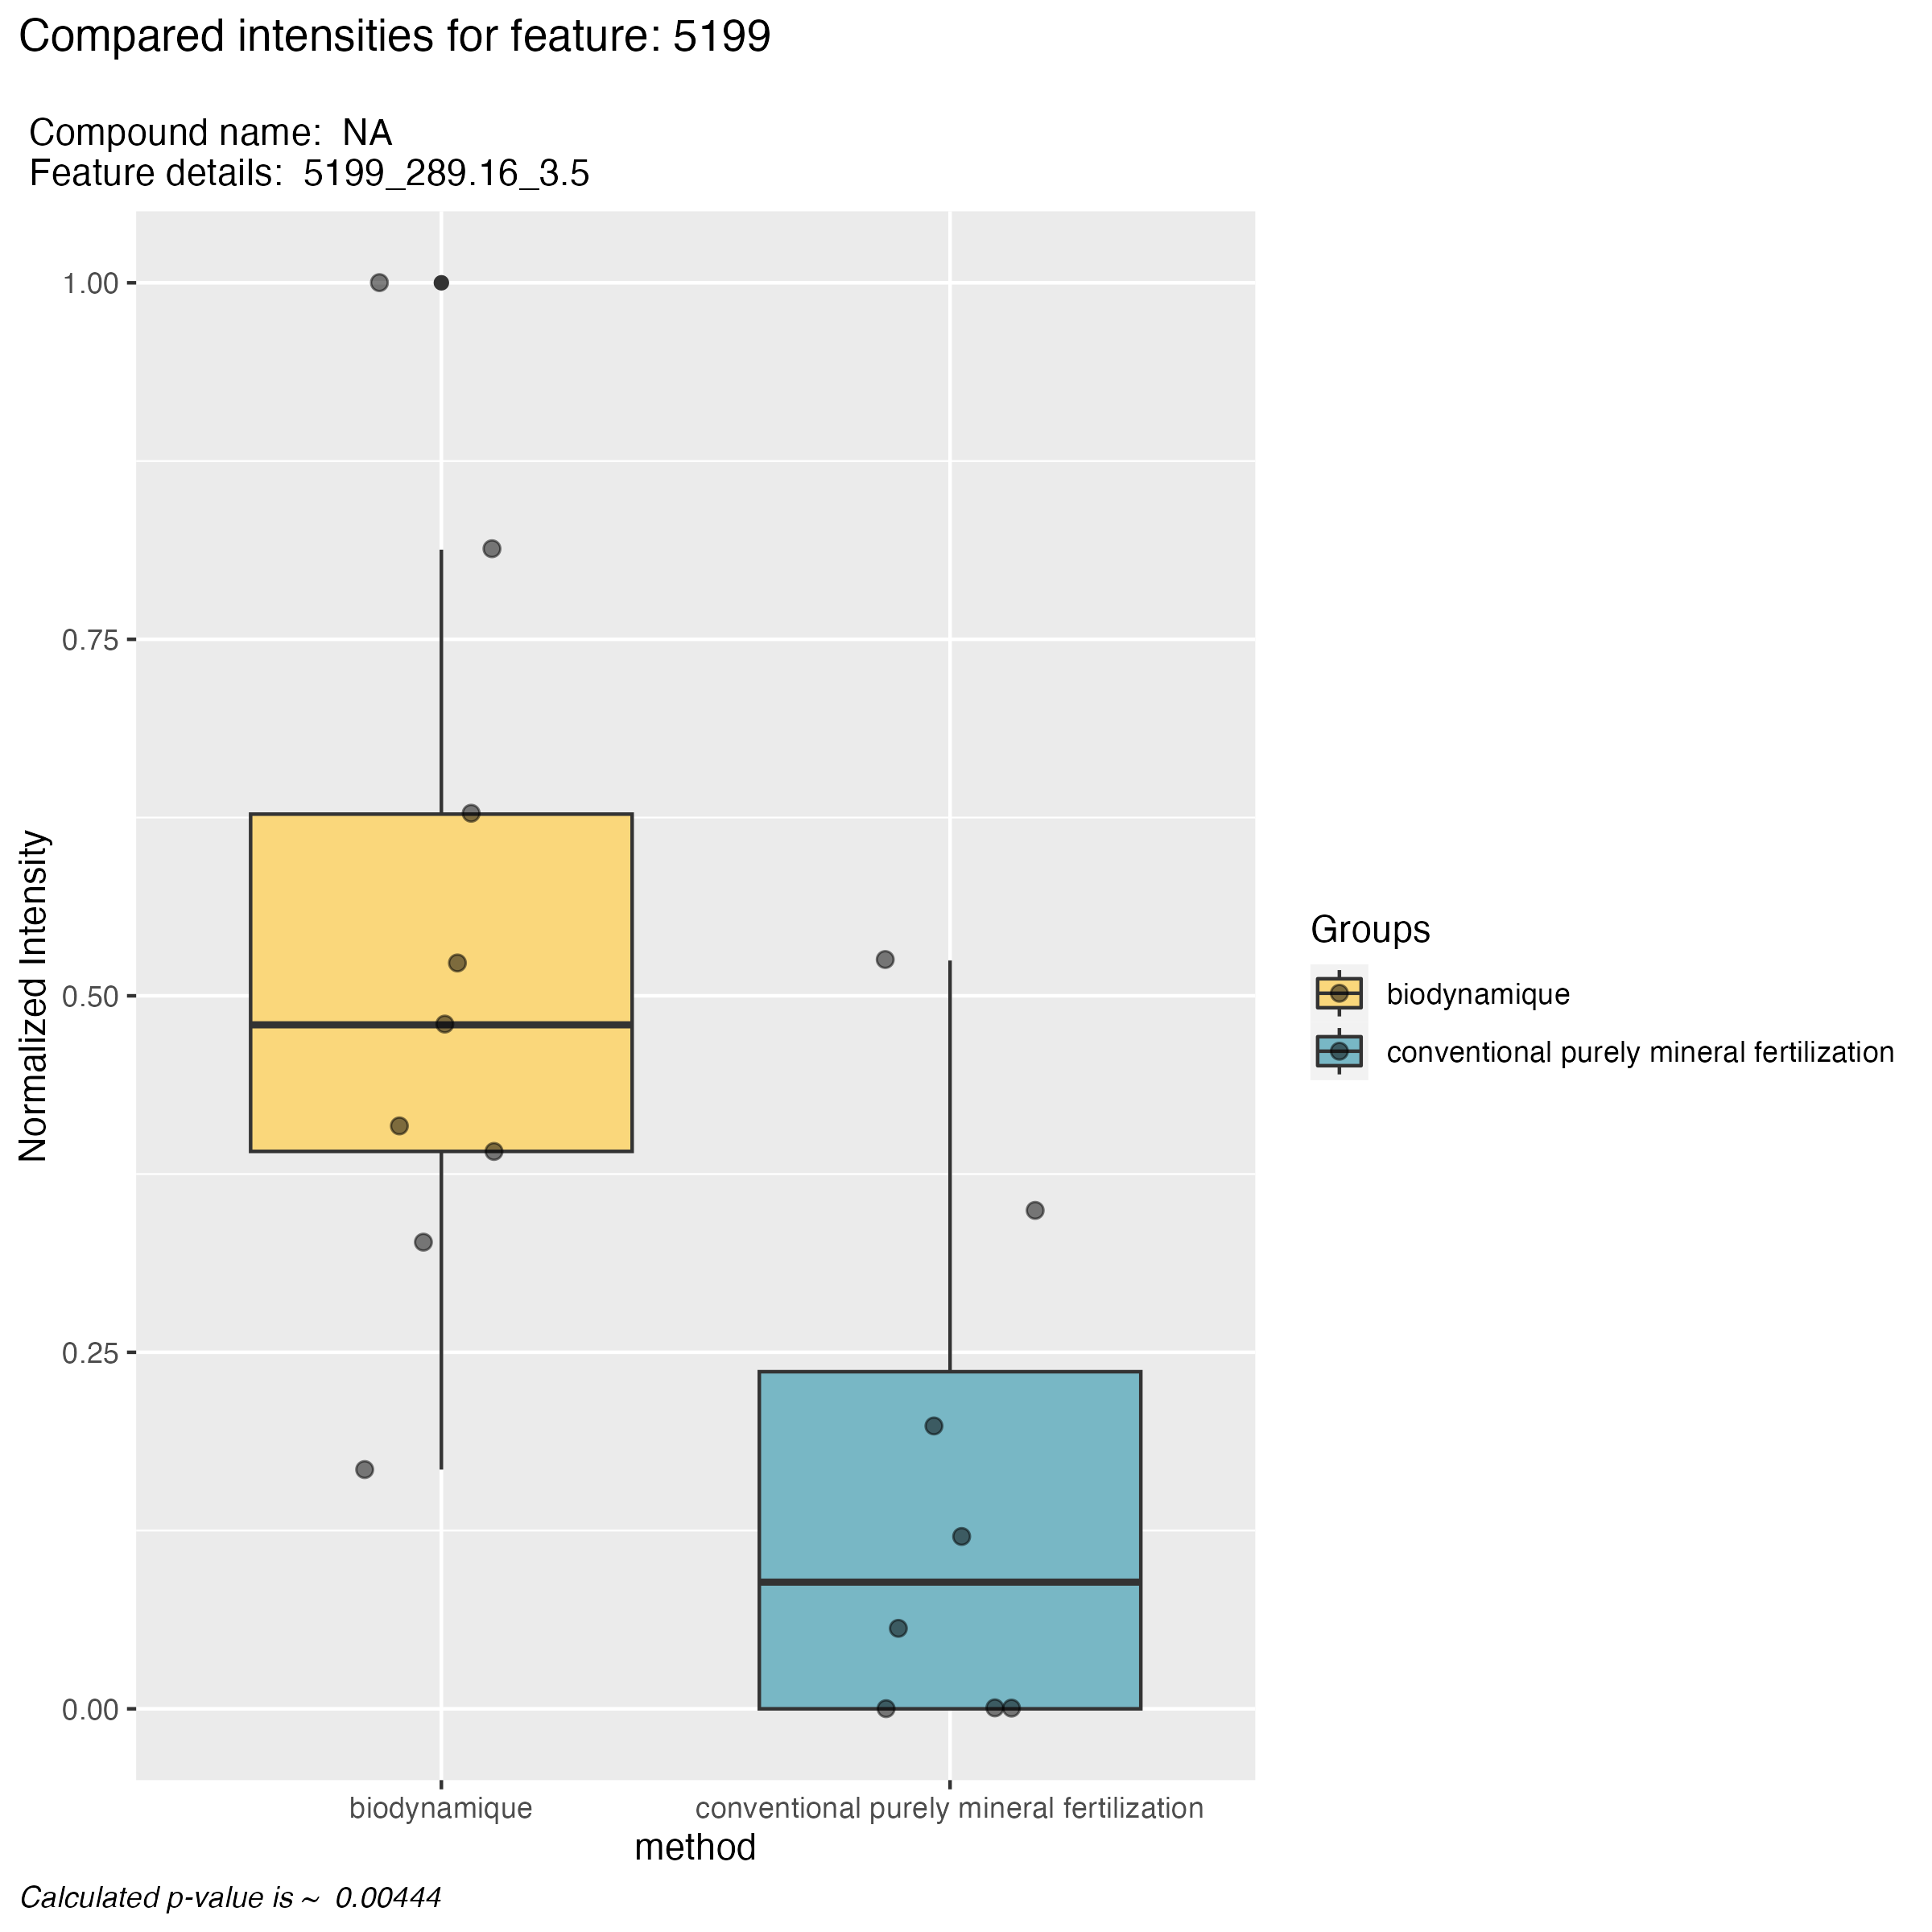 Compared intensities for feature: 5199
Compound name:  NA
Feature details:  5199_289.16_3.5
1.00
0.75
0.50
0.25
0.00
Normalized Intensity
biodynamique
conventional purely mineral fertilization
method
Groups
biodynamique
conventional purely mineral fertilization
Calculated p-value is ~  0.00444